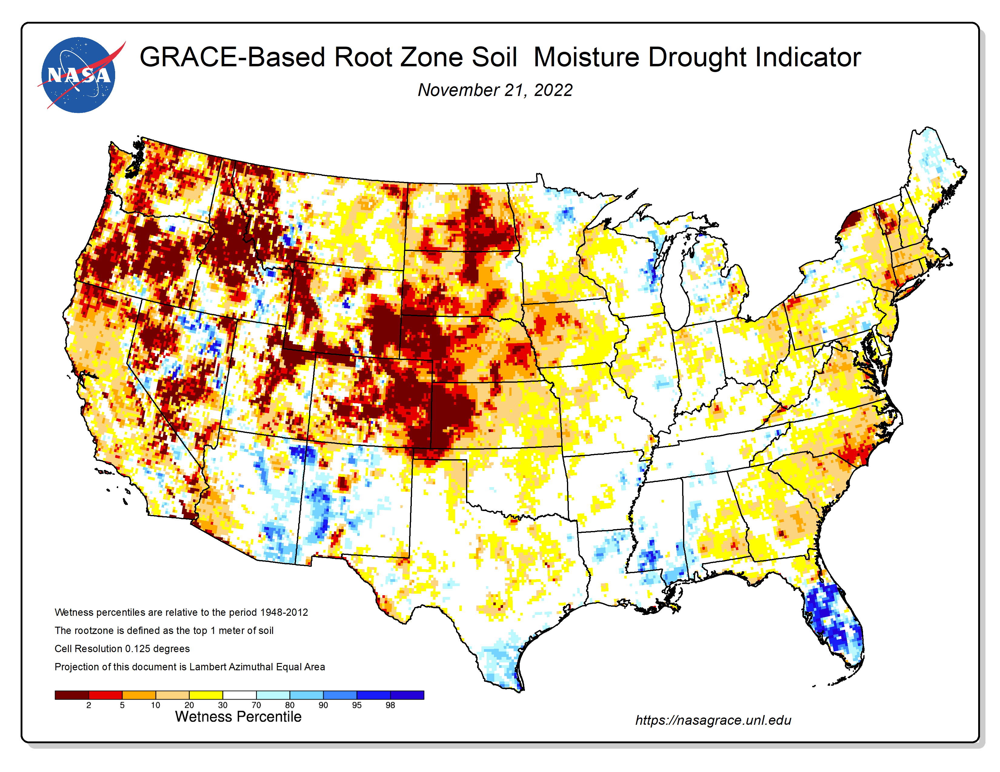 NASA
GRACE-Based Root Zone Soil  Moisture Drought Indicator
November 21, 2022
Wetness percentiles are relative to the period 1948-2012
The rootzone is defined as the top 1 meter of soil
Cell Resolution 0.125 degrees
Projection of this document is Lambert Azimuthal Equal Area
2 5 10 20 30 70 80 90 95 98
Wetness Percentile
https://nasagrace.unl.edu